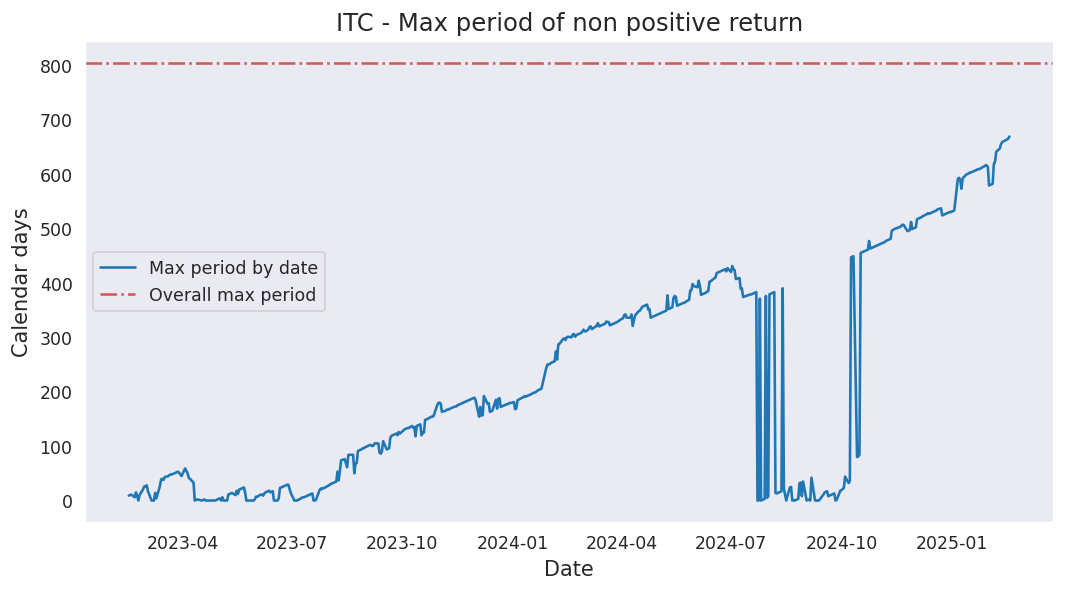 ITC - Max period of non positive return
Calendar days
800
700
600
500
400
300
200
100
0
Max period by date
Overall max period
2023-04 2023-07 2023-10 2024-01 2024-04 2024-07 2024-10 2025-01
Date